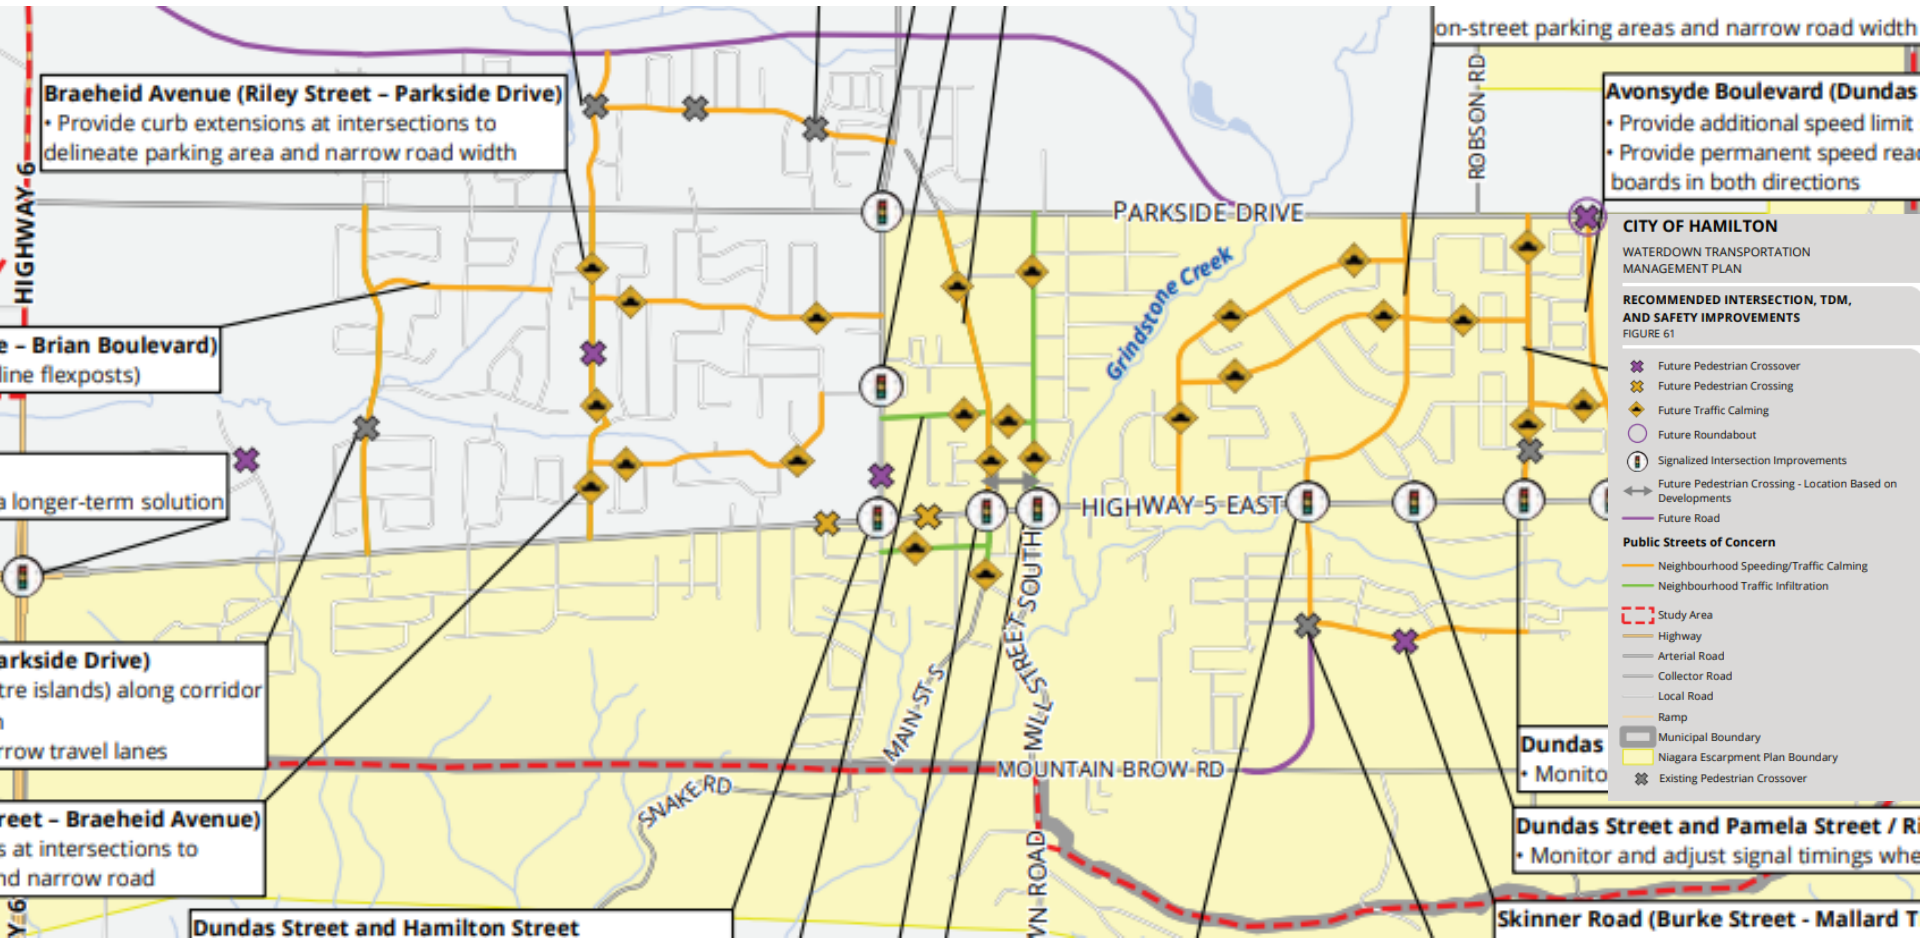 on-street parking areas and narrow road width
Braeheid Avenue (Riley Street – Parkside Drive)
• Provide curb extensions at intersections to
delineate parking area and narrow road width
ROBSON RD
Avonsyde Boulevard (Dundas
• Provide additional speed limit
• Provide permanent speed
boards in both directions
HIGHWAY 6
PARKSIDE DRIVE
Grindstone Creek
– Brian Boulevard)
line flexposts)
a longer-term solution
HIGHWAY 5 EAST
MILL STREET SOUTH
MAIN ST S
arkside Drive)
tre islands) along corridor
rrow travel lanes
MOUNTAIN BROW RD
SNAKE RD
reet – Braeheid Avenue)
s at intersections to
nd narrow road
Y 6
WN ROAD
Dundas Street and Hamilton Street
Dundas
• Monito
Dundas Street and Pamela Street / Ri
• Monitor and adjust signal timings whe
Skinner Road (Burke Street - Mallard T
CITY OF HAMILTON
WATERDOWN TRANSPORTATION
MANAGEMENT PLAN
RECOMMENDED INTERSECTION, TDM,
AND SAFETY IMPROVEMENTS
FIGURE 61
Future Pedestrian Crossover
Future Pedestrian Crossing
Future Traffic Calming
Future Roundabout
Signalized Intersection Improvements
Future Pedestrian Crossing - Location Based on
Developments
Future Road
Public Streets of Concern
Neighbourhood Speeding/Traffic Calming
Neighbourhood Traffic Infiltration
Study Area
Highway
Arterial Road
Collector Road
Local Road
Ramp
Municipal Boundary
Niagara Escarpment Plan Boundary
Existing Pedestrian Crossover